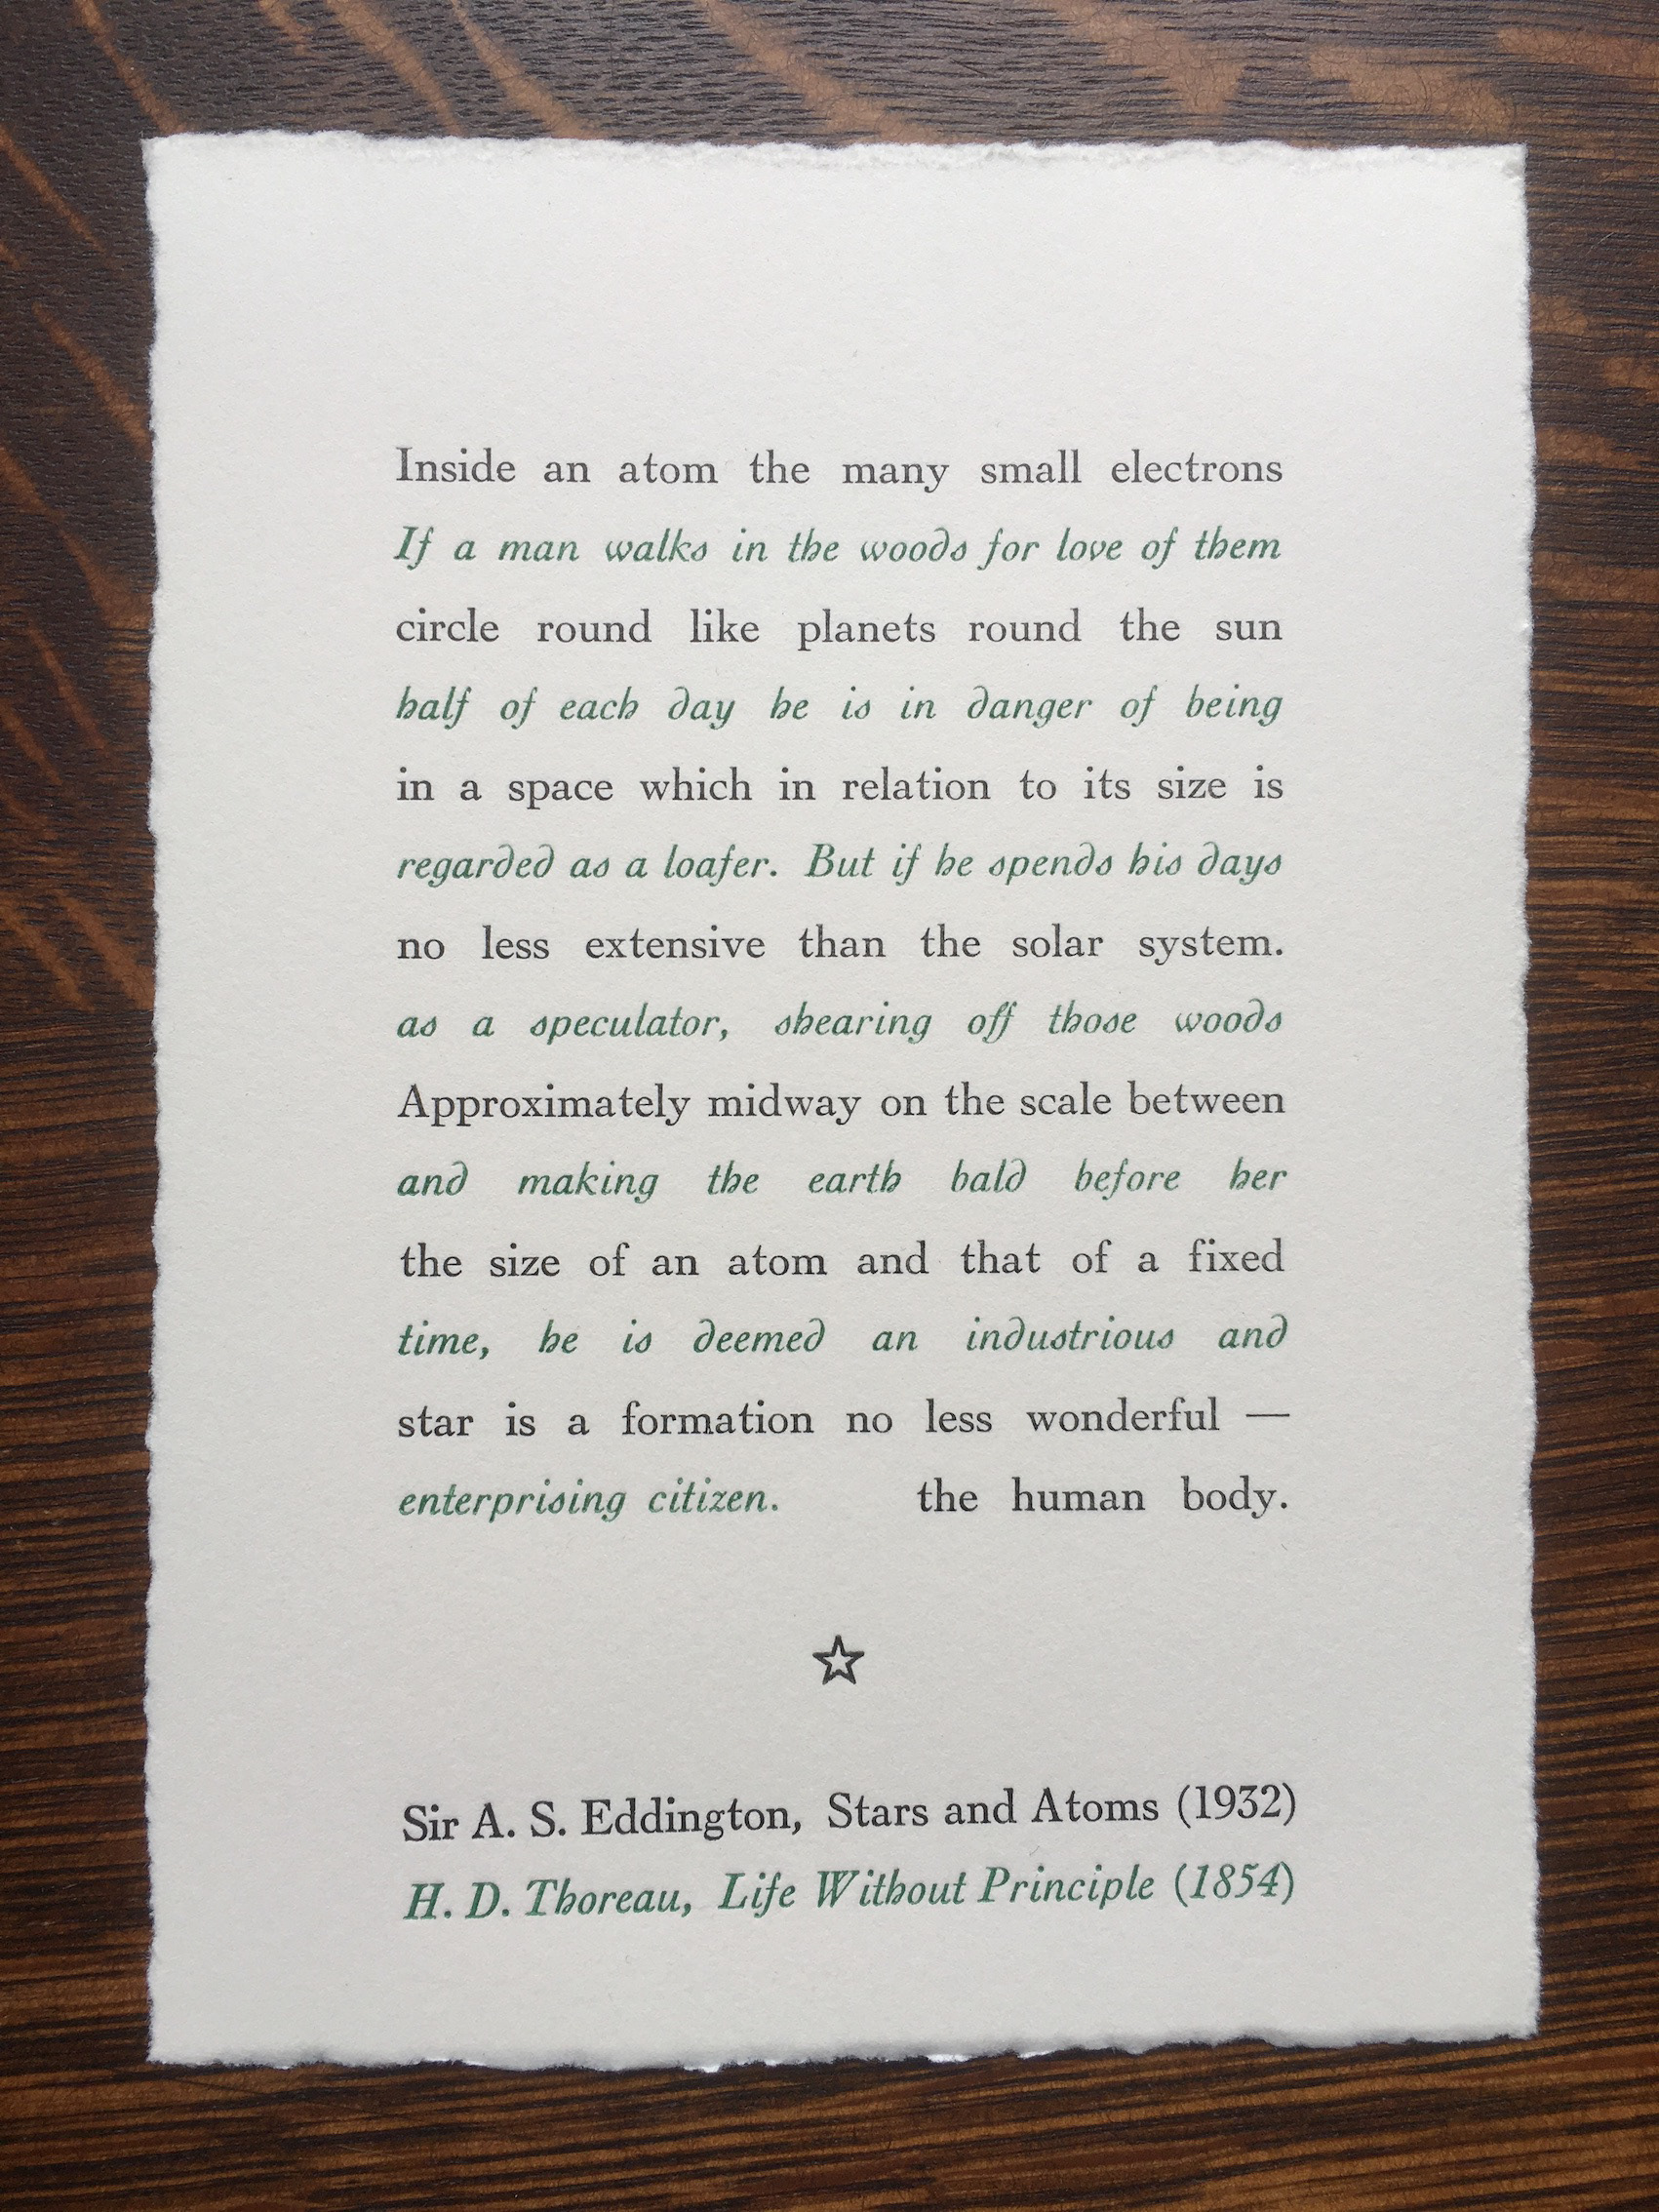 Inside an atom the many small electrons
If a man walks in the woods for love of them
circle round like planets round the sun
half of each day he is in danger of being
in a space which in relation to its size is
regarded as a loafer. But if he spends his days
no less extensive than the solar system.
as a speculator, shearing off those woods
Approximately midway on the scale between
and making the earth bald before her
the size of an atom and that of a fixed
time, he is deemed an industrious and
star is a formation no less wonderful —
enterprising citizen. the human body.
Sir A. S. Eddington, Stars and Atoms (1932)
H. D. Thoreau, Life Without Principle (1854)